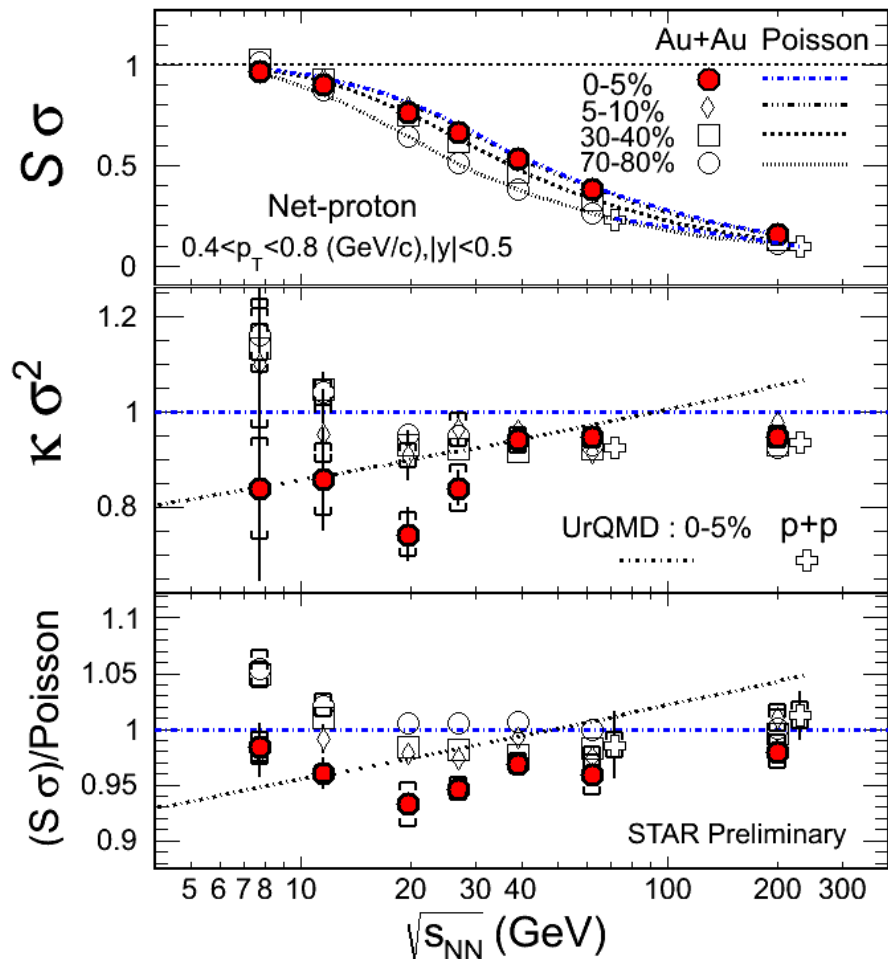 Au+Au Poisson
0-5%
5-10%
30-40%
70-80%
S σ
1
0.5
0
Net-proton
0.4<p_T<0.8 (GeV/c),|y|<0.5
κ σ²
1.2
1
0.8
UrQMD : 0-5% p+p
(S σ)/Poisson
1.1
1.05
1
0.95
0.9
STAR Preliminary
5 6 7 8 10 20 30 40 100 200 300
√s_NN (GeV)